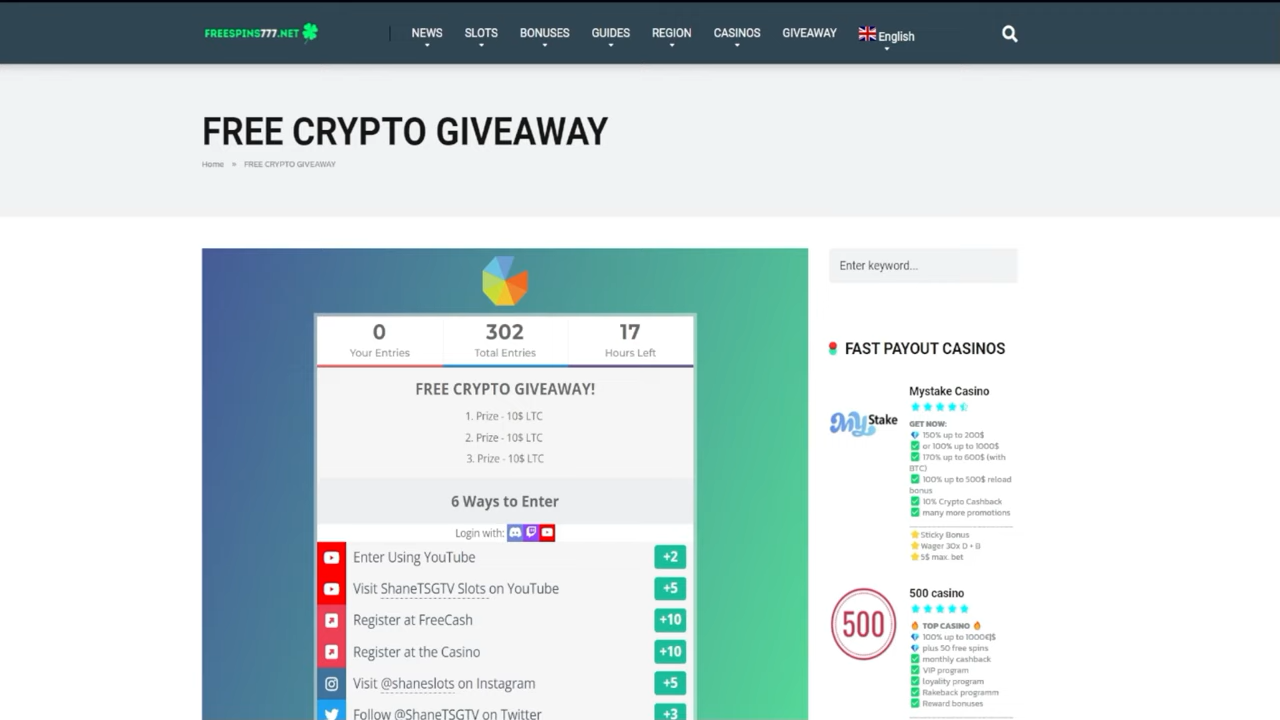 FREESPINS777.NET
NEWS SLOTS BONUSES GUIDES REGION CASINOS GIVEAWAY English
FREE CRYPTO GIVEAWAY
Home » FREE CRYPTO GIVEAWAY
0 302 17
Your Entries Total Entries Hours Left
FREE CRYPTO GIVEAWAY!
1. Prize - 10$ LTC
2. Prize - 10$ LTC
3. Prize - 10$ LTC
6 Ways to Enter
Login with:
Enter Using YouTube +2
Visit ShaneTSGTV Slots on YouTube +5
Register at FreeCash +10
Register at the Casino +10
Visit @shaneslots on Instagram +5
Follow @ShaneTSGTV on Twitter +3
Enter keyword...
FAST PAYOUT CASINOS
MyStake
Mystake Casino
GET NOW:
150% up to 200$
or 100% up to 1000$
170% up to 600$ (with
BTC)
100% up to 500$ reload
bonus
10% Crypto Cashback
many more promotions
Sticky Bonus
Wager 30x D + B
5$ max. bet
500
500 casino
TOP CASINO
100% up to 1000€|$
plus 50 free spins
monthly cashback
VIP program
loyality program
Rakeback programm
Reward bonuses